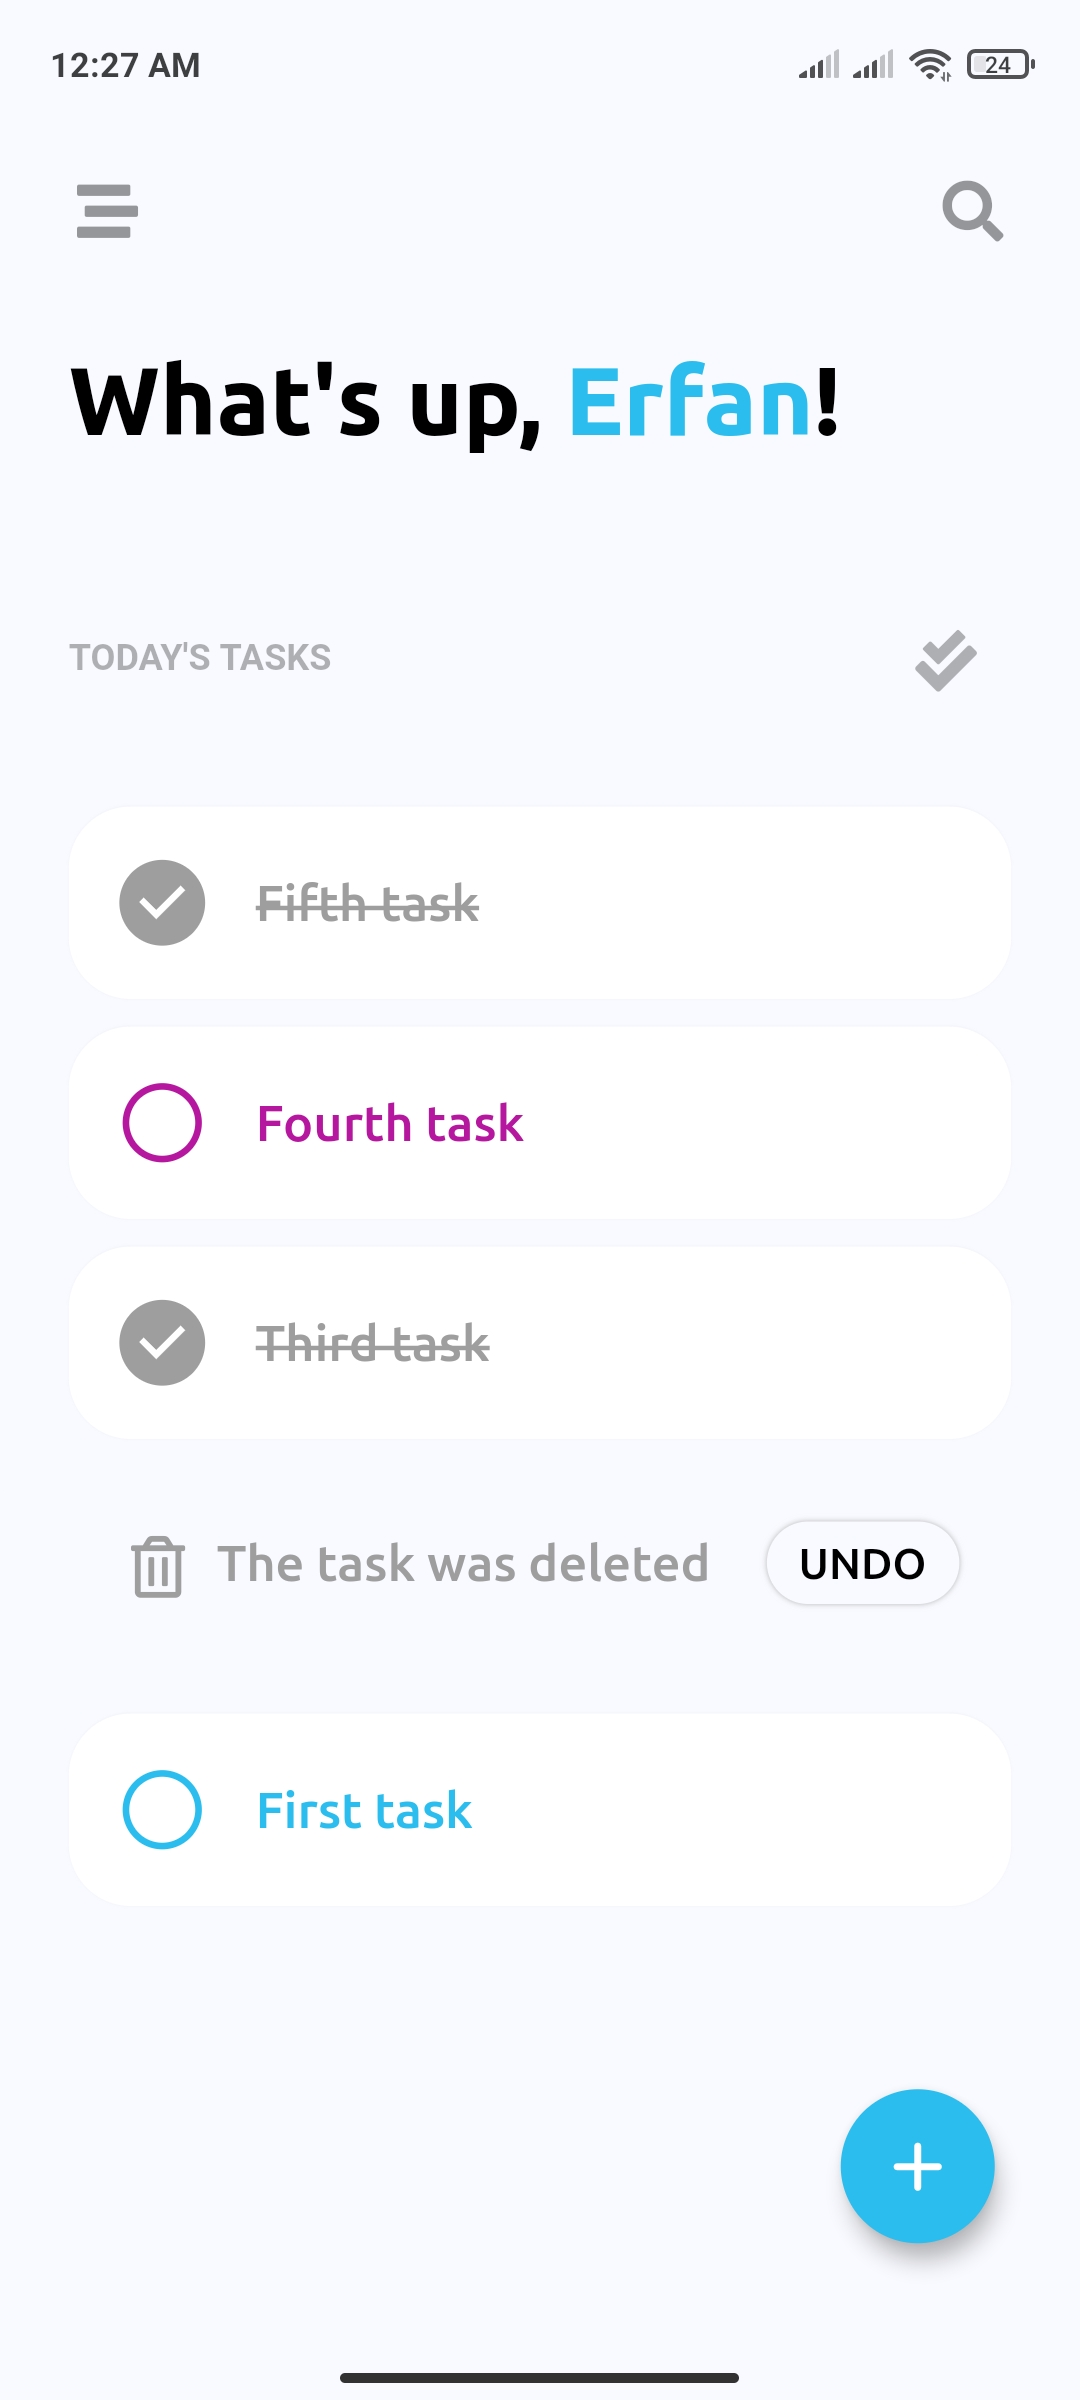 12:27 AM 24
What's up, Erfan!
TODAY'S TASKS
Fifth task
Fourth task
Third task
The task was deleted UNDO
First task